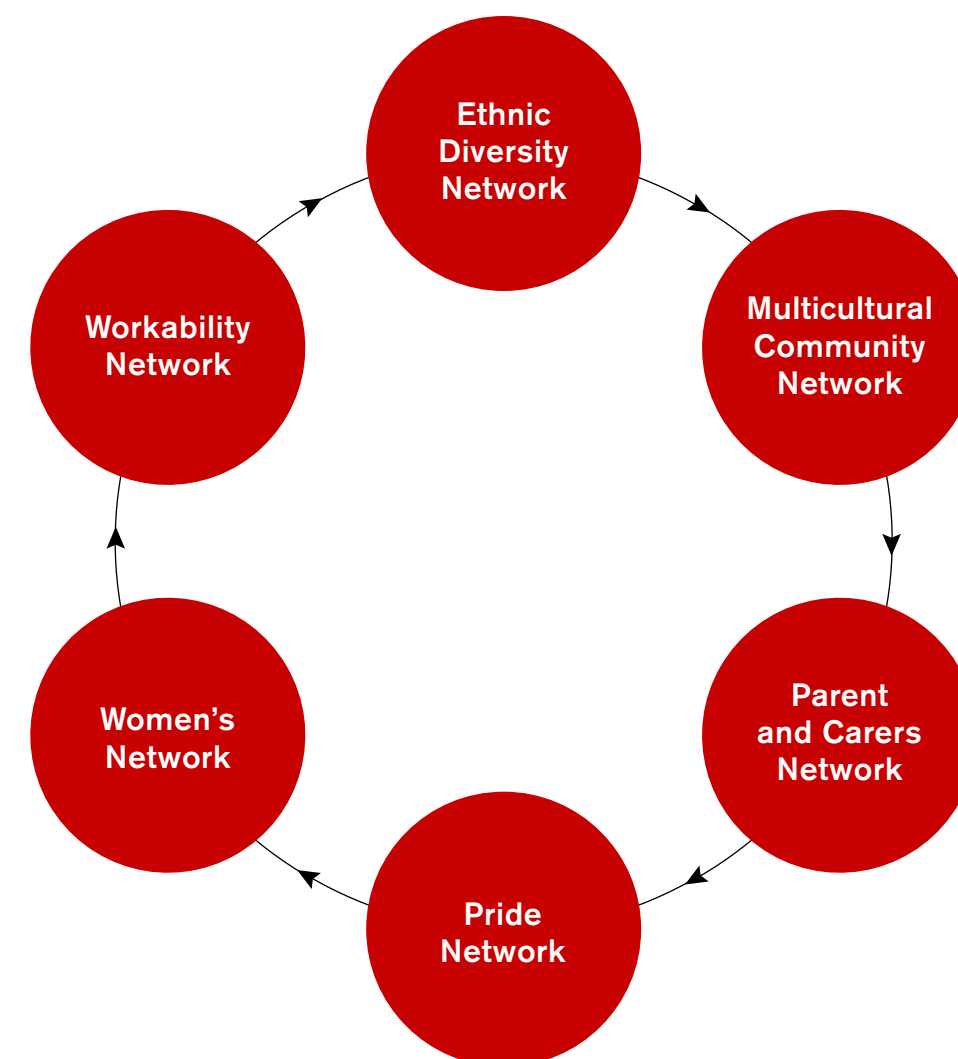 Ethnic
Diversity
Network
Multicultural
Community
Network
Parent
and Carers
Network
Pride
Network
Women’s
Network
Workability
Network